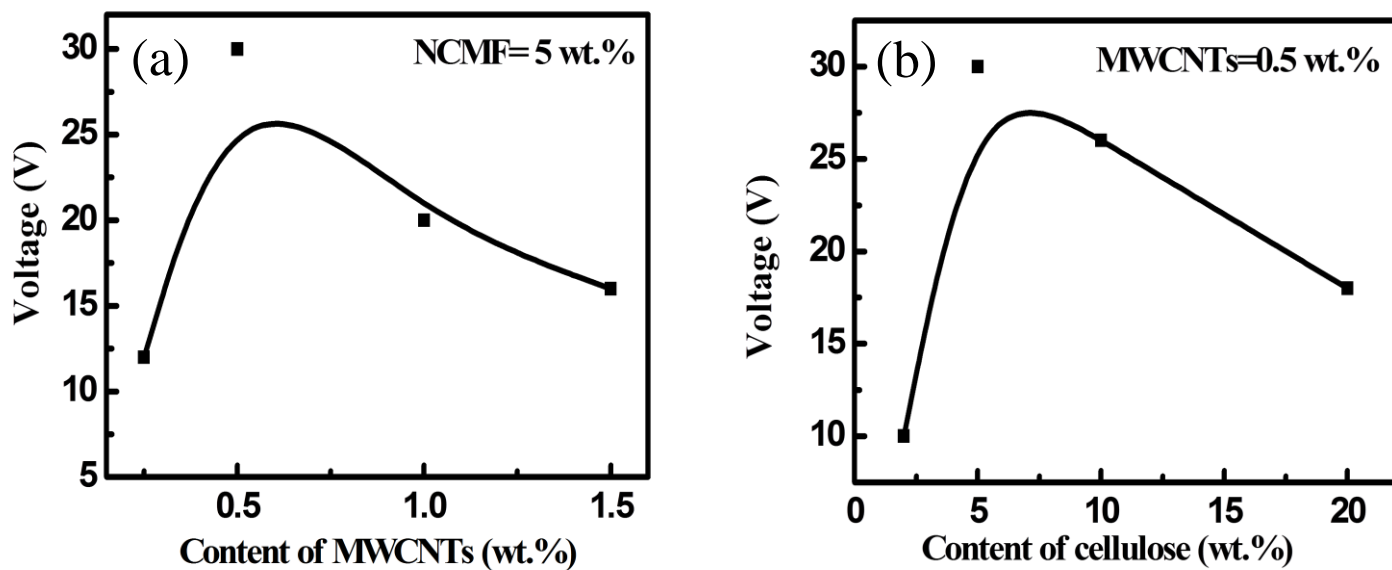 (a)
NCMF= 5 wt.%
Voltage (V)
30
25
20
15
10
5
0.5
1.0
1.5
Content of MWCNTs (wt.%)
(b)
MWCNTs=0.5 wt.%
Voltage (V)
30
25
20
15
10
0
5
10
15
20
Content of cellulose (wt.%)